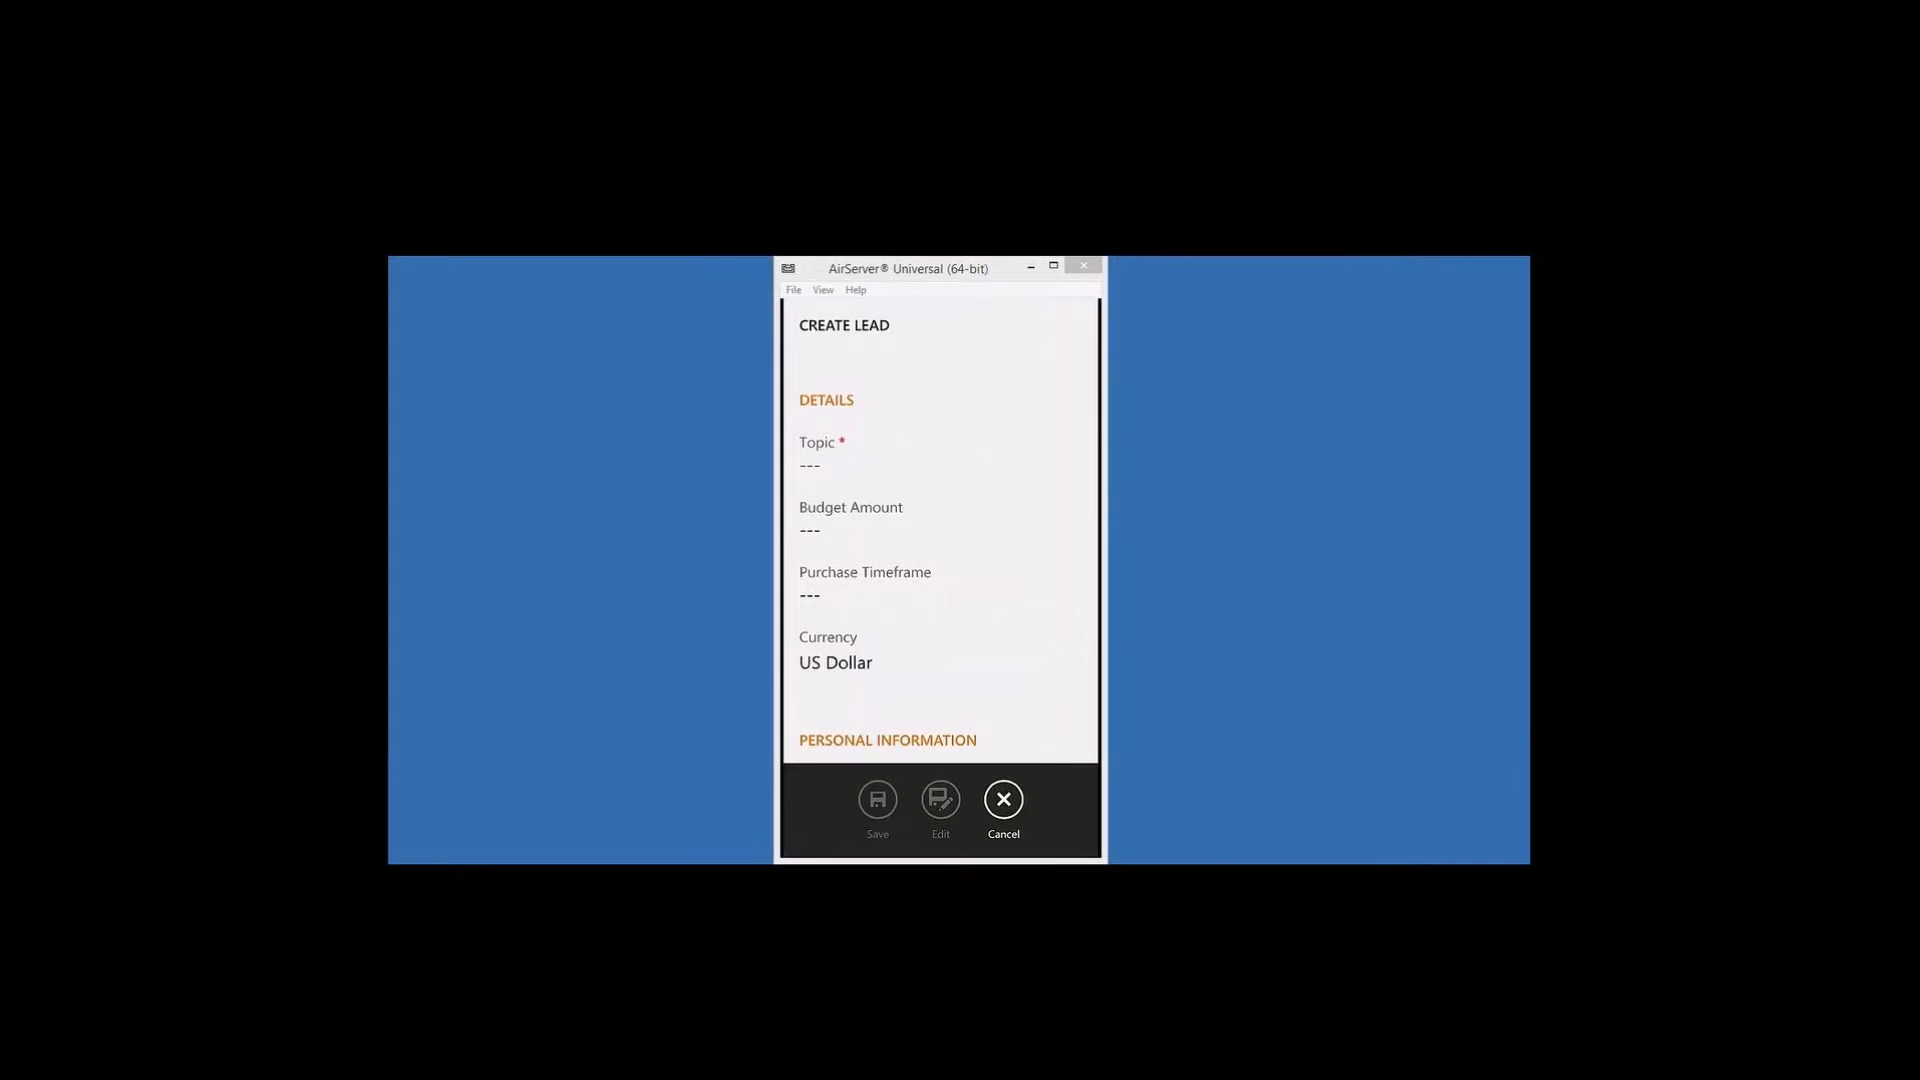 AirServer® Universal (64-bit)
File View Help
CREATE LEAD
DETAILS
Topic *
---
Budget Amount
---
Purchase Timeframe
---
Currency
US Dollar
PERSONAL INFORMATION
Save Edit Cancel